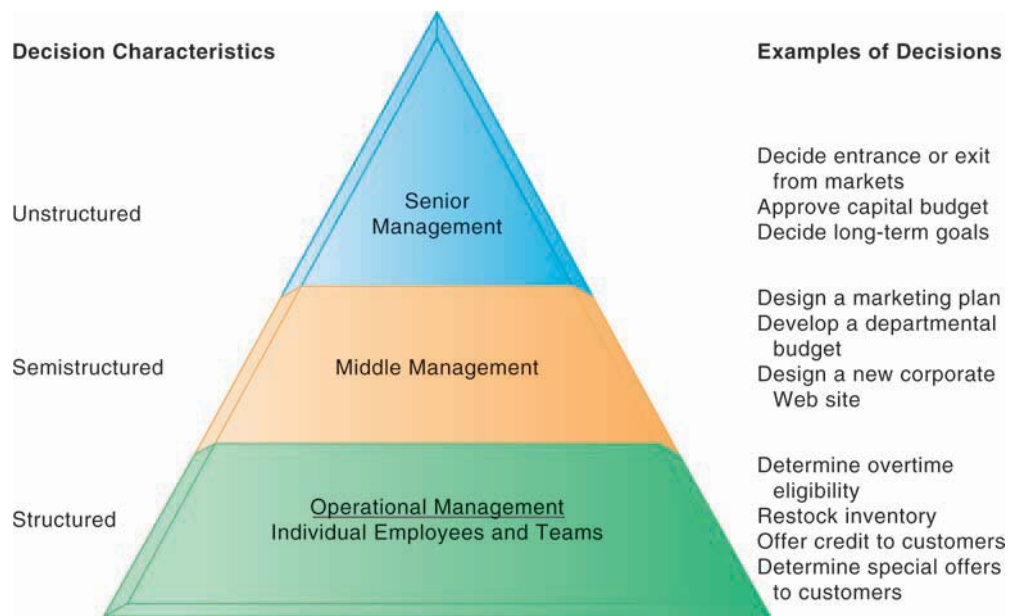 Decision Characteristics
Examples of Decisions
Unstructured
Senior
Management
Decide entrance or exit
from markets
Approve capital budget
Decide long-term goals
Semistructured
Middle Management
Design a marketing plan
Develop a departmental
budget
Design a new corporate
Web site
Structured
Operational Management
Individual Employees and Teams
Determine overtime
eligibility
Restock inventory
Offer credit to customers
Determine special offers
to customers